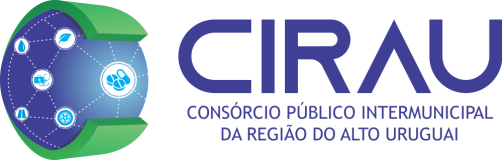 CIRAU
CONSÓRCIO PÚBLICO INTERMUNICIPAL
DA REGIÃO DO ALTO URUGUAI